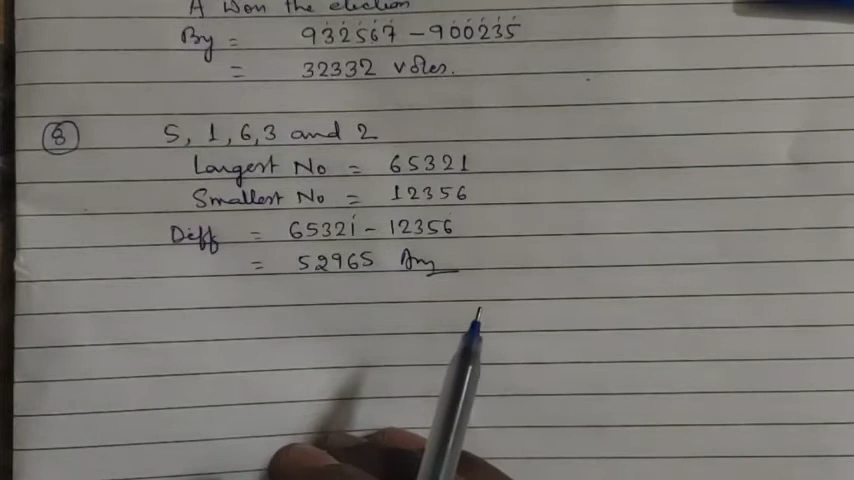 A Won the election
By = 932567 - 900235
= 32332 votes.
8 5, 1, 6, 3 and 2
Largest No = 65321
Smallest No = 12356
Diff = 65321 - 12356
= 52965 Ans